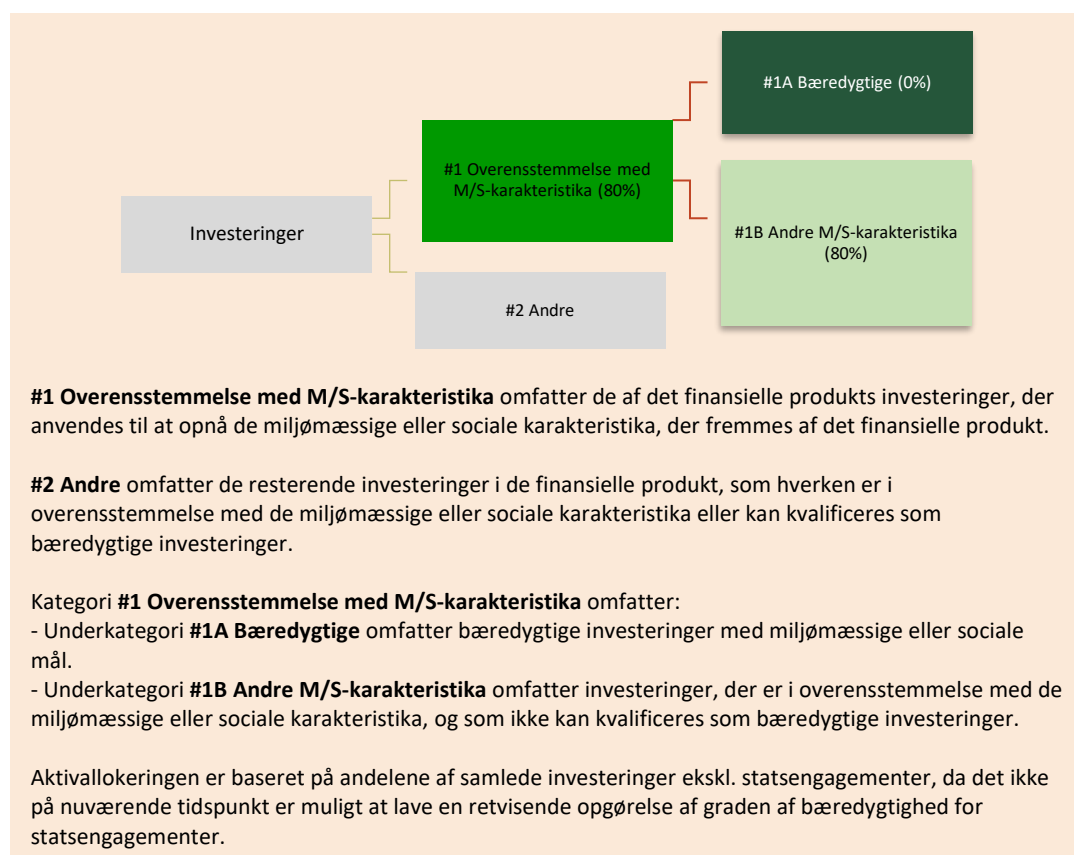 #1A Bæredygtige (0%)
#1 Overensstemmelse med
M/S-karakteristika (80%)
Investeringer
#1B Andre M/S-karakteristika
(80%)
#2 Andre
#1 Overensstemmelse med M/S-karakteristika omfatter de af det finansielle produkts investeringer, der
anvendes til at opnå de miljømæssige eller sociale karakteristika, der fremmes af det finansielle produkt.
#2 Andre omfatter de resterende investeringer i de finansielle produkt, som hverken er i
overensstemmelse med de miljømæssige eller sociale karakteristika eller kan kvalificeres som
bæredygtige investeringer.
Kategori #1 Overensstemmelse med M/S-karakteristika omfatter:
- Underkategori #1A Bæredygtige omfatter bæredygtige investeringer med miljømæssige eller sociale
mål.
- Underkategori #1B Andre M/S-karakteristika omfatter investeringer, der er i overensstemmelse med de
miljømæssige eller sociale karakteristika, og som ikke kan kvalificeres som bæredygtige investeringer.
Aktivallokeringen er baseret på andelene af samlede investeringer ekskl. statsengagementer, da det ikke
på nuværende tidspunkt er muligt at lave en retvisende opgørelse af graden af bæredygtighed for
statsengagementer.